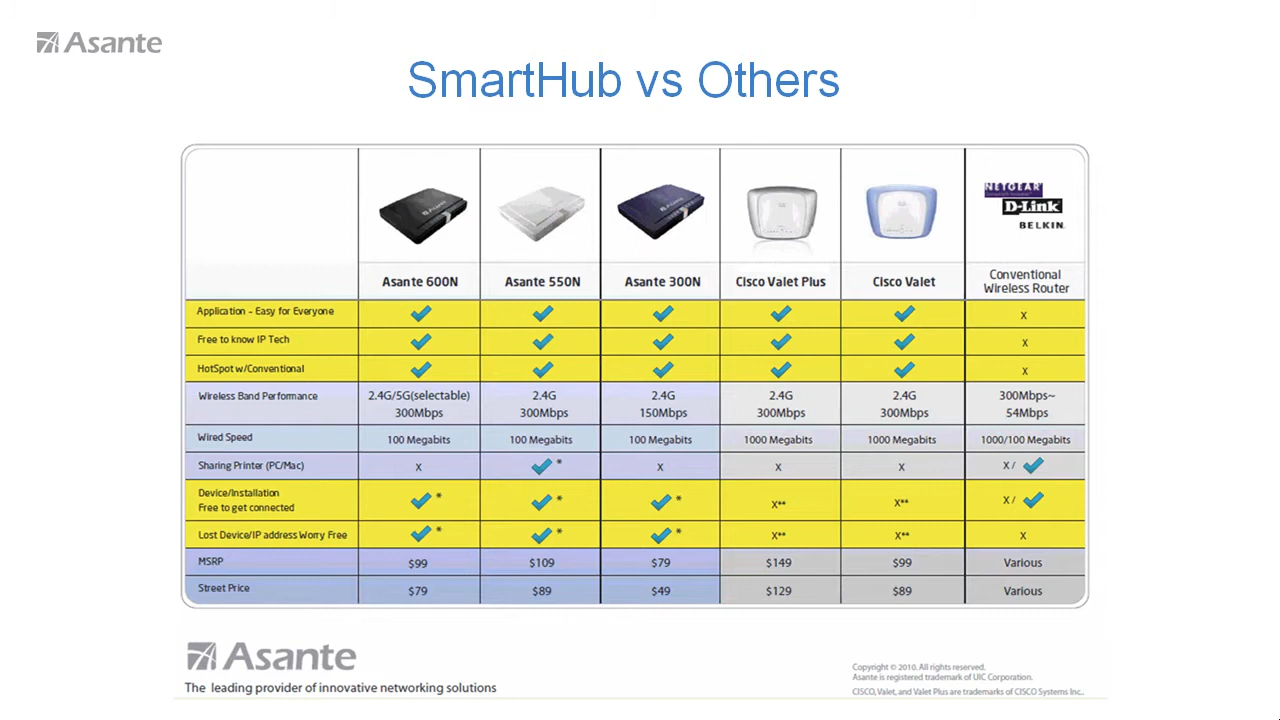 Asante
SmartHub vs Others
NETGEAR
D-Link
BELKIN
Asante 600N Asante 550N Asante 300N Cisco Valet Plus Cisco Valet Conventional
Wireless Router
Application – Easy for Everyone X
Free to know IP Tech X
HotSpot w/Conventional X
Wireless Band Performance 2.4G/5G(selectable) 2.4G 2.4G 2.4G 2.4G 300Mbps~
300Mbps 300Mbps 150Mbps 300Mbps 300Mbps 54Mbps
Wired Speed 100 Megabits 100 Megabits 100 Megabits 1000 Megabits 1000 Megabits 1000/100 Megabits
Sharing Printer (PC/Mac) X ✓* X X X X / ✓
Device/Installation
Free to get connected ✓* ✓* ✓* X** X** X / ✓
Lost Device/IP address Worry Free ✓* ✓* ✓* X** X** X
MSRP $99 $109 $79 $149 $99 Various
Street Price $79 $89 $49 $129 $89 Various
Asante
The leading provider of innovative networking solutions
Copyright © 2010. All rights reserved.
Asante is registered trademark of UIC Corporation.
CISCO, Valet, and Valet Plus are trademarks of CISCO Systems Inc..